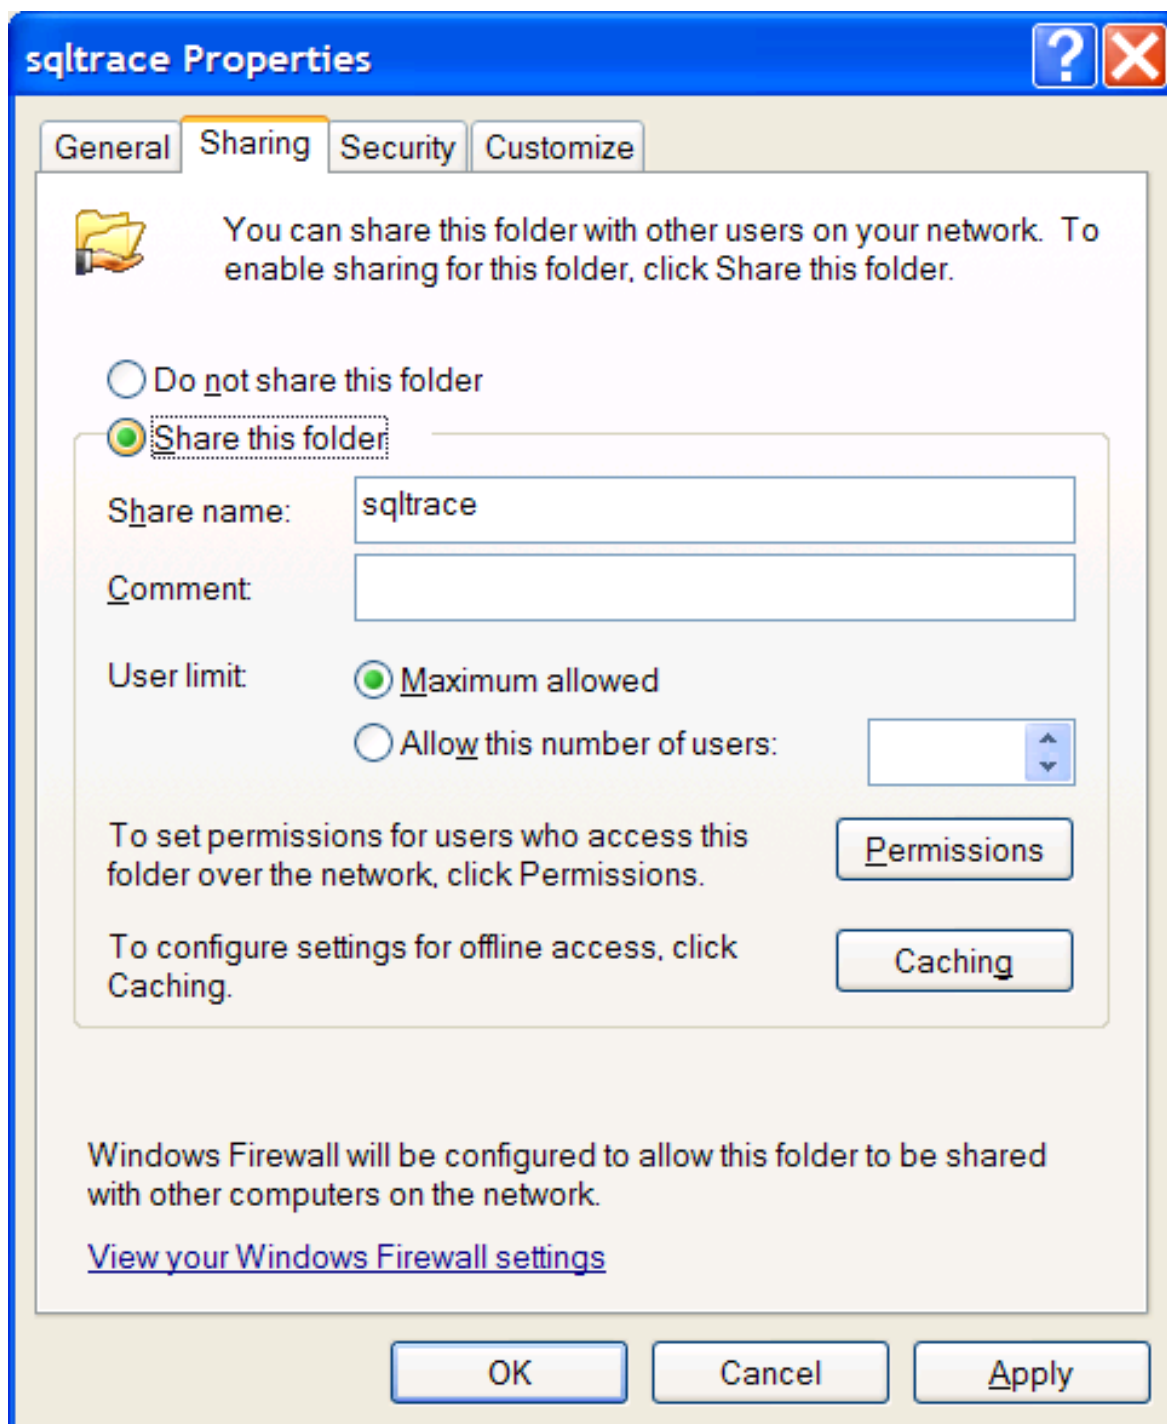 sqltrace Properties
?
General Sharing Security Customize
You can share this folder with other users on your network. To
enable sharing for this folder, click Share this folder.
Do not share this folder
Share this folder
Share name: sqltrace
Comment:
User limit: Maximum allowed
Allow this number of users:
To set permissions for users who access this
folder over the network, click Permissions.
Permissions
To configure settings for offline access, click
Caching.
Caching
Windows Firewall will be configured to allow this folder to be shared
with other computers on the network.
View your Windows Firewall settings
OK Cancel Apply